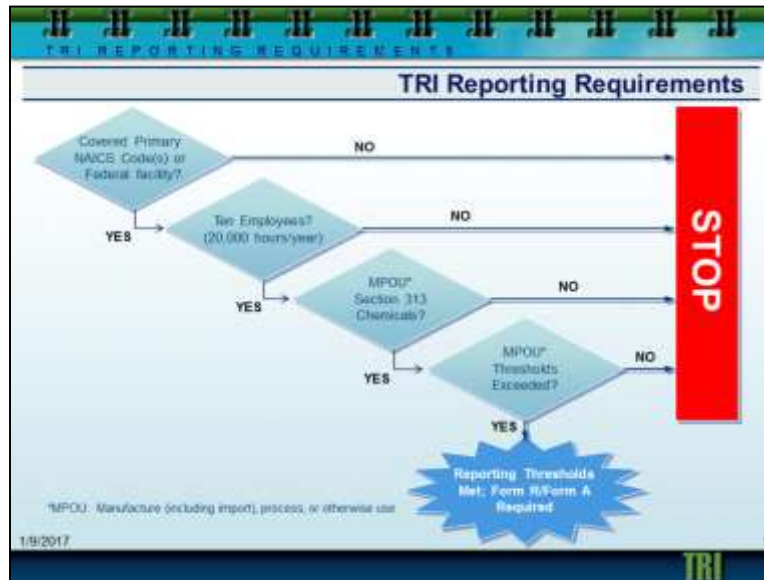 TRI REPORTING REQUIREMENTS
TRI Reporting Requirements
Covered Primary
NAICS Code(s) or
Federal facility?
NO
YES
Ten Employees?
(20,000 hours/year)
NO
YES
MPOU*
Section 313
Chemicals?
NO
YES
MPOU*
Thresholds
Exceeded?
NO
YES
STOP
Reporting Thresholds
Met; Form R/Form A
Required
*MPOU: Manufacture (including import), process, or otherwise use
1/9/2017
TRI